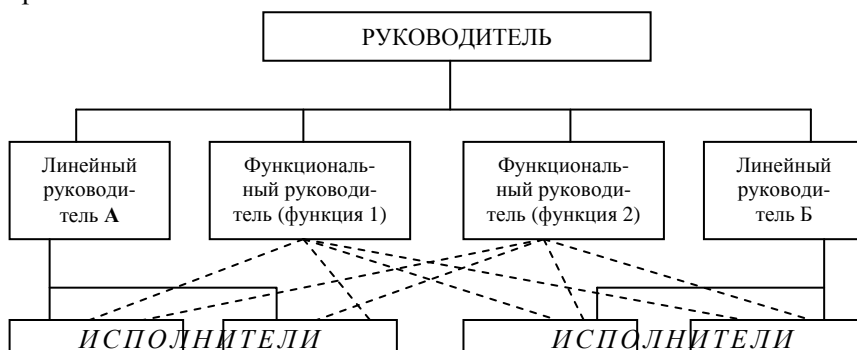 РУКОВОДИТЕЛЬ
Линейный
руководи-
тель А
Функциональ-
ный руководи-
тель (функция 1)
Функциональ-
ный руководи-
тель (функция 2)
Линейный
руководи-
тель Б
ИСПОЛНИТЕЛИ
ИСПОЛНИТЕЛИ